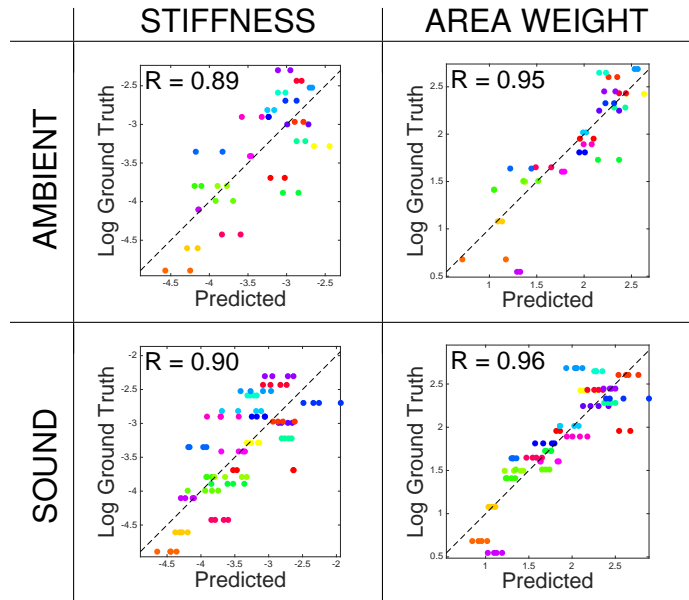 STIFFNESS AREA WEIGHT
AMBIENT
R = 0.89
Log Ground Truth
-2.5
-3
-3.5
-4
-4.5
-4.5 -4 -3.5 -3 -2.5
Predicted
R = 0.95
Log Ground Truth
2.5
2
1.5
1
0.5
1 1.5 2 2.5
Predicted
SOUND
R = 0.90
Log Ground Truth
-2
-2.5
-3
-3.5
-4
-4.5
-4.5 -4 -3.5 -3 -2.5 -2
Predicted
R = 0.96
Log Ground Truth
2.5
2
1.5
1
0.5
1 1.5 2 2.5
Predicted